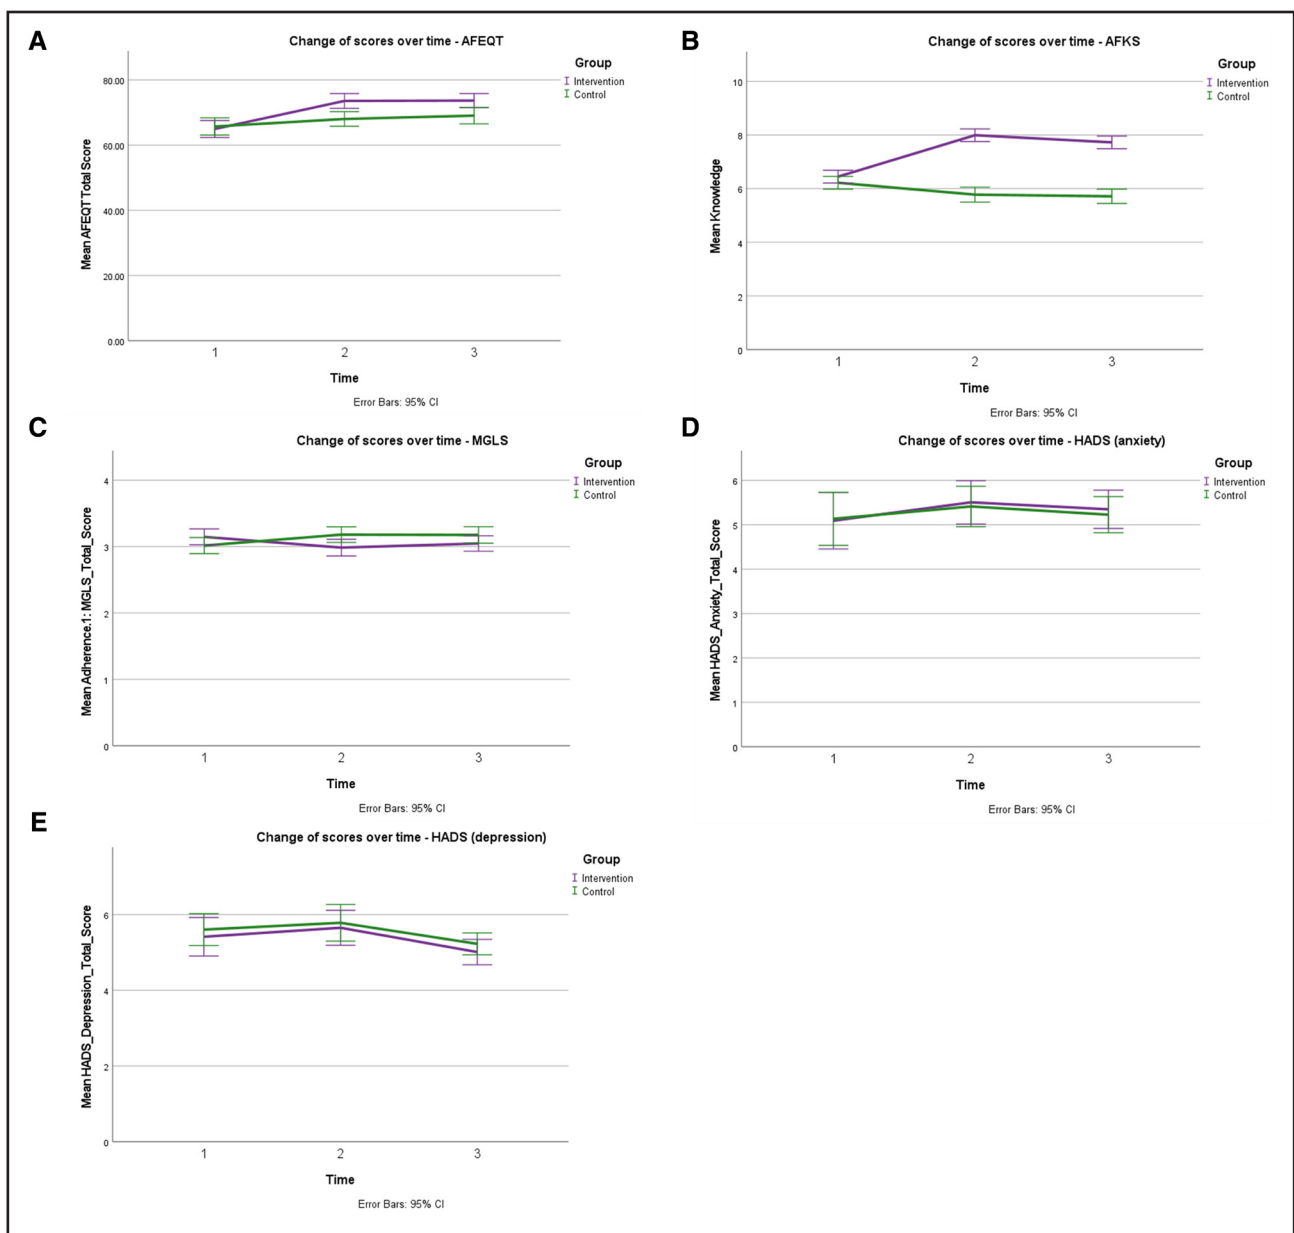 A
Change of scores over time - AFEQT
Group
Intervention
Control
Mean AFEQT Total Score
80.00
60.00
40.00
20.00
0.00
1 2 3
Time
Error Bars: 95% CI
B
Change of scores over time - AFKS
Group
Intervention
Control
Mean Knowledge
10
8
6
4
2
0
1 2 3
Time
Error Bars: 95% CI
C
Change of scores over time - MGLS
Group
Intervention
Control
Mean Adherence.1: MGLS_Total_Score
4
3
2
1
0
1 2 3
Time
Error Bars: 95% CI
D
Change of scores over time - HADS (anxiety)
Group
Intervention
Control
Mean HADS_Anxiety_Total_Score
6
5
4
3
2
1
0
1 2 3
Time
Error Bars: 95% CI
E
Change of scores over time - HADS (depression)
Group
Intervention
Control
Mean HADS_Depression_Total_Score
6
4
2
0
1 2 3
Time
Error Bars: 95% CI